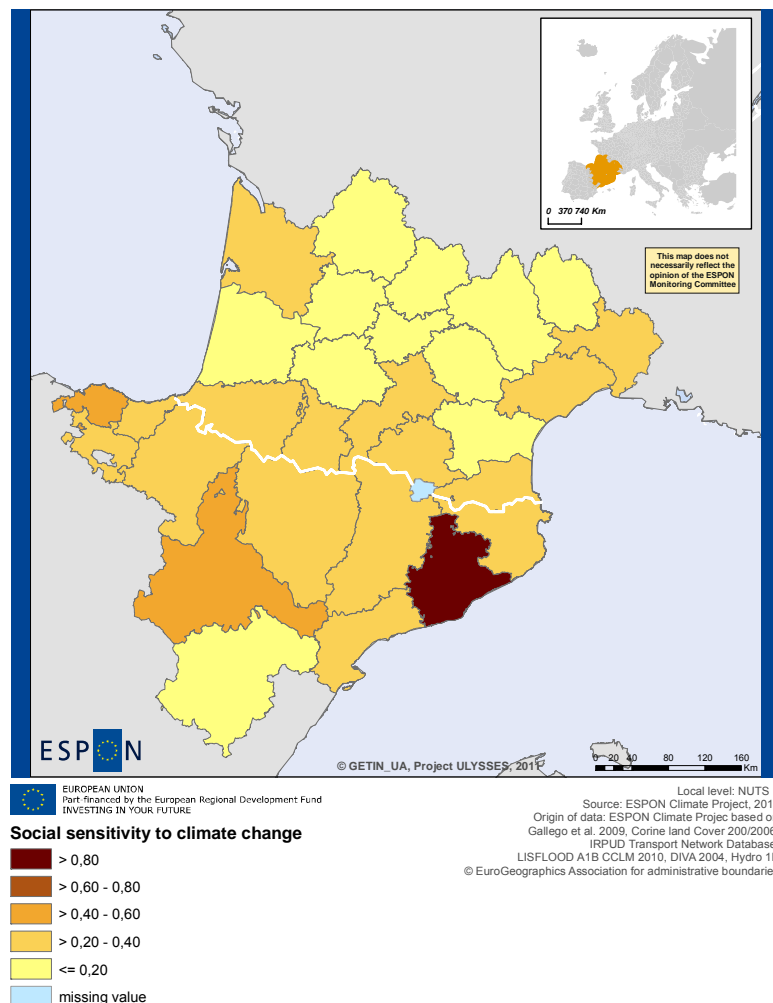 0 370 740 Km
This map does not
necessarily reflect the
opinion of the ESPON
Monitoring Committee
ESPON
© GETIN_UA, Project ULYSSES, 2011
0 20 40 80 120 160
Km
EUROPEAN UNION
Part-financed by the European Regional Development Fund
INVESTING IN YOUR FUTURE
Local level: NUTS
Source: ESPON Climate Project, 201
Origin of data: ESPON Climate Projec based o
Gallego et al. 2009, Corine land Cover 200/2006
IRPUD Transport Network Database
LISFLOOD A1B CCLM 2010, DIVA 2004, Hydro 1
© EuroGeographics Association for administrative boundarie
Social sensitivity to climate change
> 0,80
> 0,60 - 0,80
> 0,40 - 0,60
> 0,20 - 0,40
<= 0,20
missing value